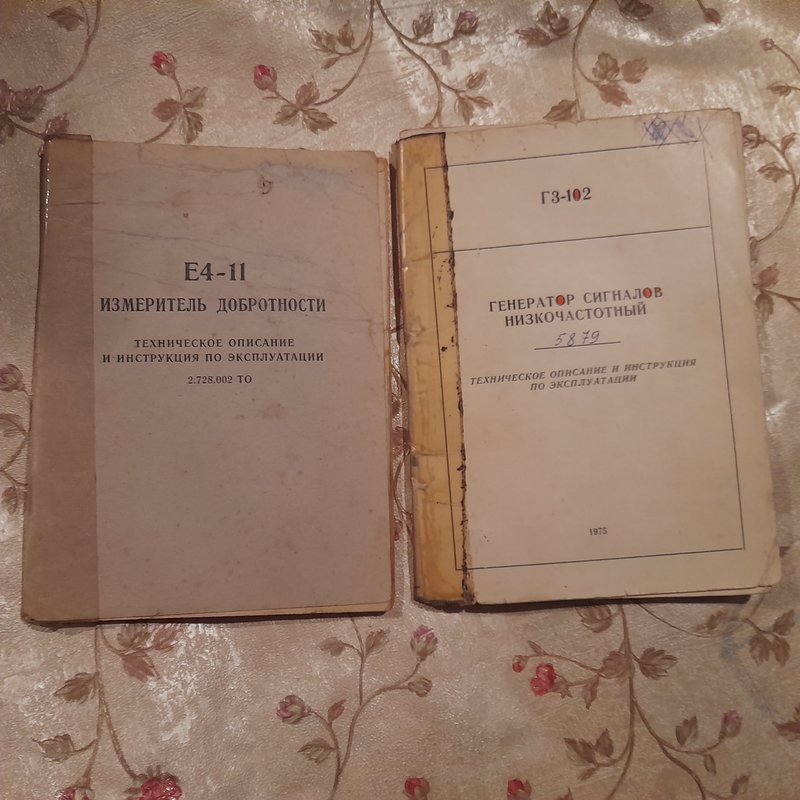 Е4-11
ИЗМЕРИТЕЛЬ ДОБРОТНОСТИ
ТЕХНИЧЕСКОЕ ОПИСАНИЕ
И ИНСТРУКЦИЯ ПО ЭКСПЛУАТАЦИИ
2.728.002 ТО
ГЗ-102
ГЕНЕРАТОР СИГНАЛОВ
НИЗКОЧАСТОТНЫЙ
5879
ТЕХНИЧЕСКОЕ ОПИСАНИЕ И ИНСТРУКЦИЯ
ПО ЭКСПЛУАТАЦИИ
1975